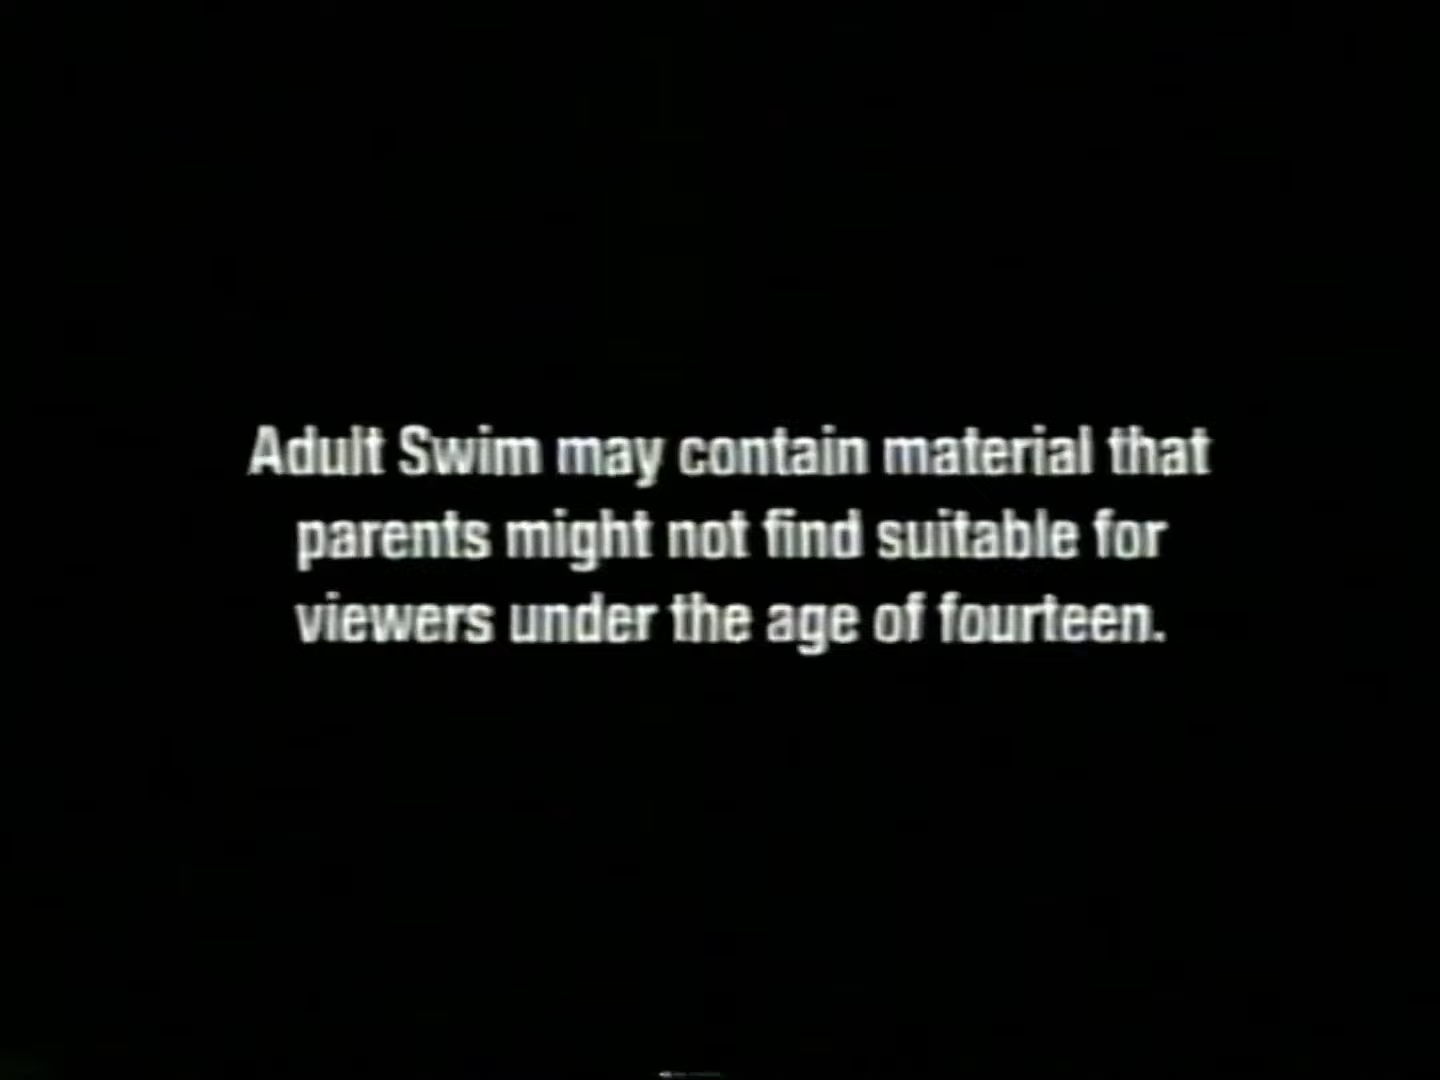 Adult Swim may contain material that
parents might not find suitable for
viewers under the age of fourteen.